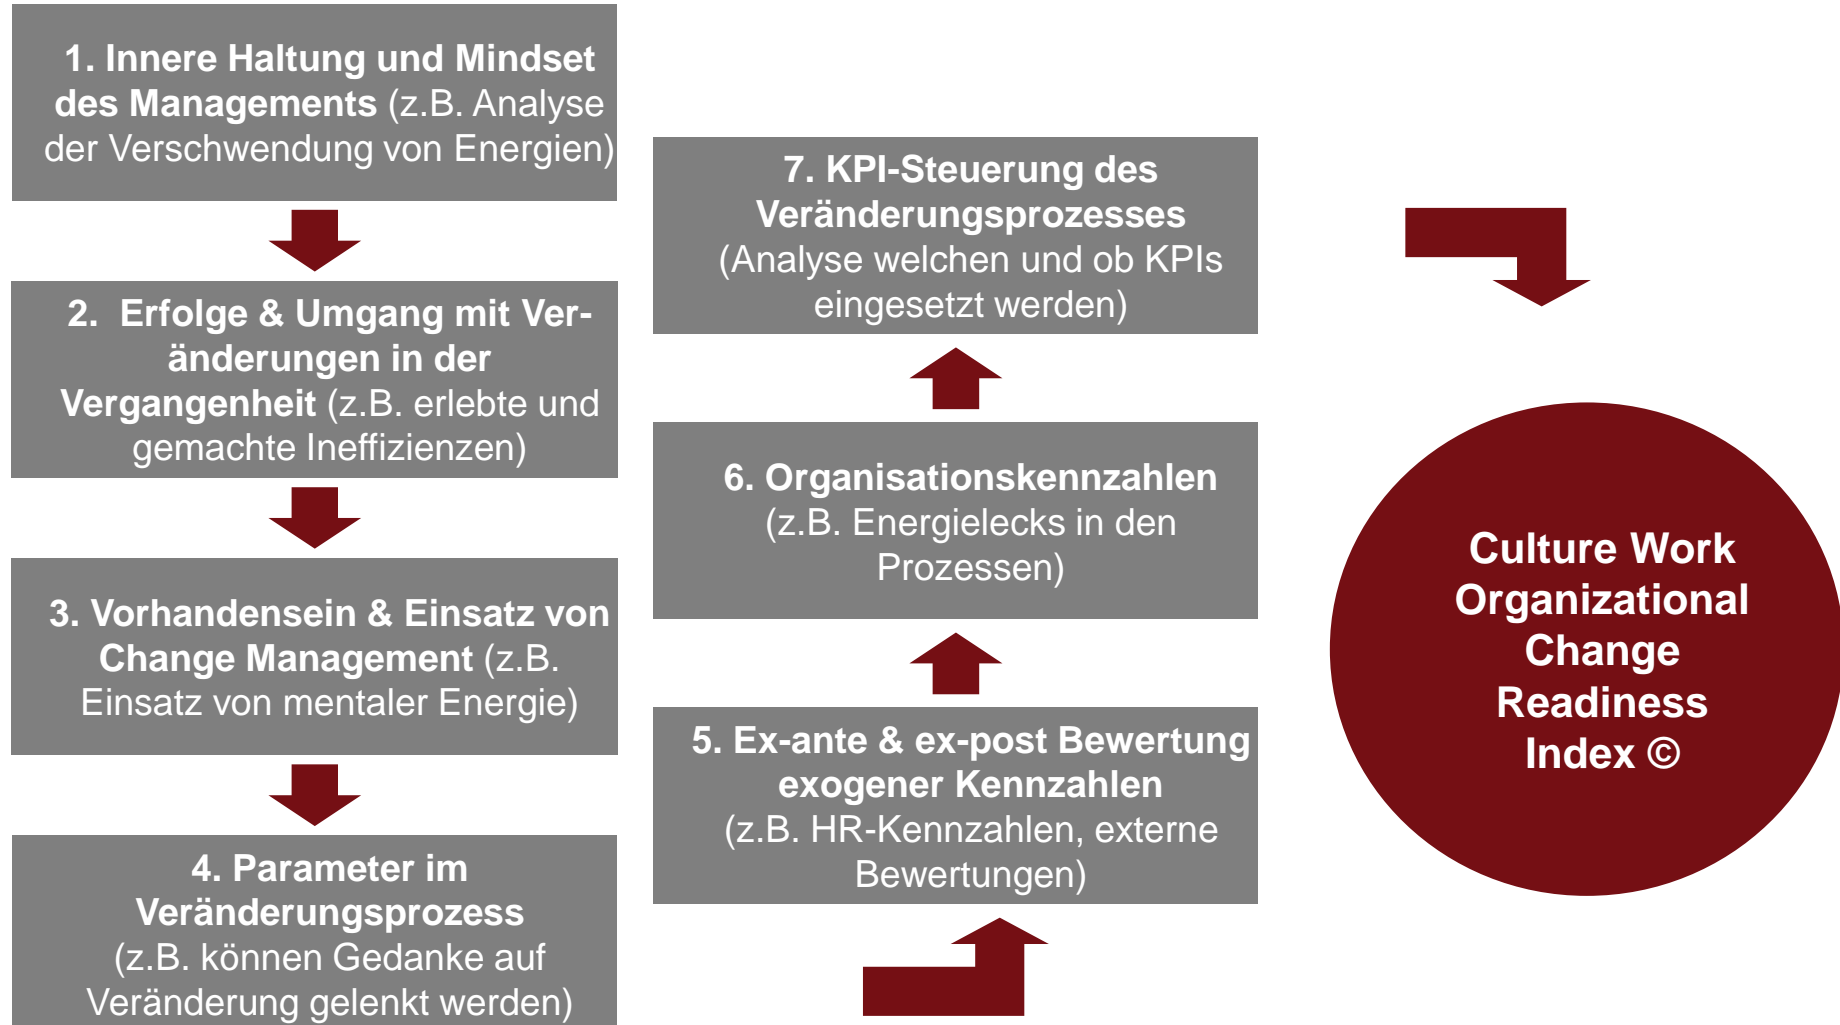 1. Innere Haltung und Mindset
des Managements (z.B. Analyse
der Verschwendung von Energien)
2.  Erfolge & Umgang mit Ver-
änderungen in der
Vergangenheit (z.B. erlebte und
gemachte Ineffizienzen)
3. Vorhandensein & Einsatz von
Change Management (z.B.
Einsatz von mentaler Energie)
4. Parameter im
Veränderungsprozess
(z.B. können Gedanke auf
Veränderung gelenkt werden)
5. Ex-ante & ex-post Bewertung
exogener Kennzahlen
(z.B. HR-Kennzahlen, externe
Bewertungen)
6. Organisationskennzahlen
(z.B. Energielecks in den
Prozessen)
7. KPI-Steuerung des
Veränderungsprozesses
(Analyse welchen und ob KPIs
eingesetzt werden)
Culture Work
Organizational
Change
Readiness
Index ©